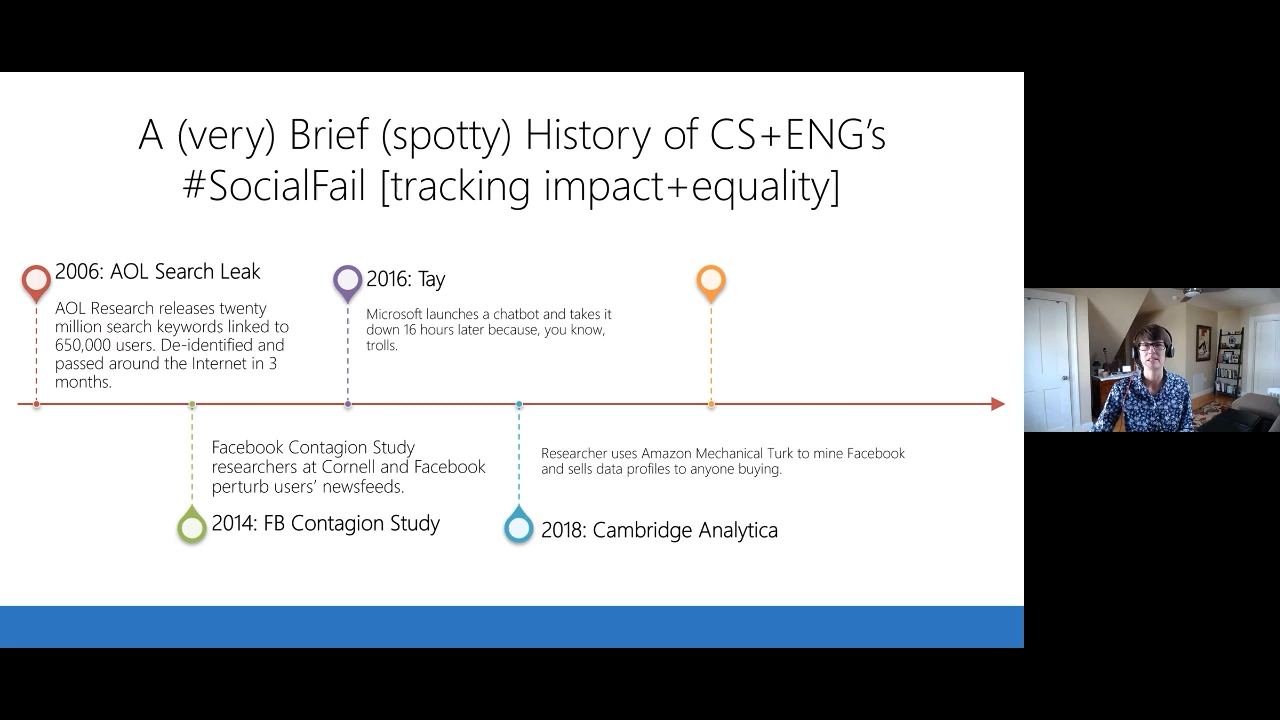 A (very) Brief (spotty) History of CS+ENG's
#SocialFail [tracking impact+equality]
2006: AOL Search Leak
AOL Research releases twenty
million search keywords linked to
650,000 users. De-identified and
passed around the Internet in 3
months.
2016: Tay
Microsoft launches a chatbot and takes it
down 16 hours later because, you know,
trolls.
Facebook Contagion Study
researchers at Cornell and Facebook
perturb users' newsfeeds.
2014: FB Contagion Study
Researcher uses Amazon Mechanical Turk to mine Facebook
and sells data profiles to anyone buying.
2018: Cambridge Analytica